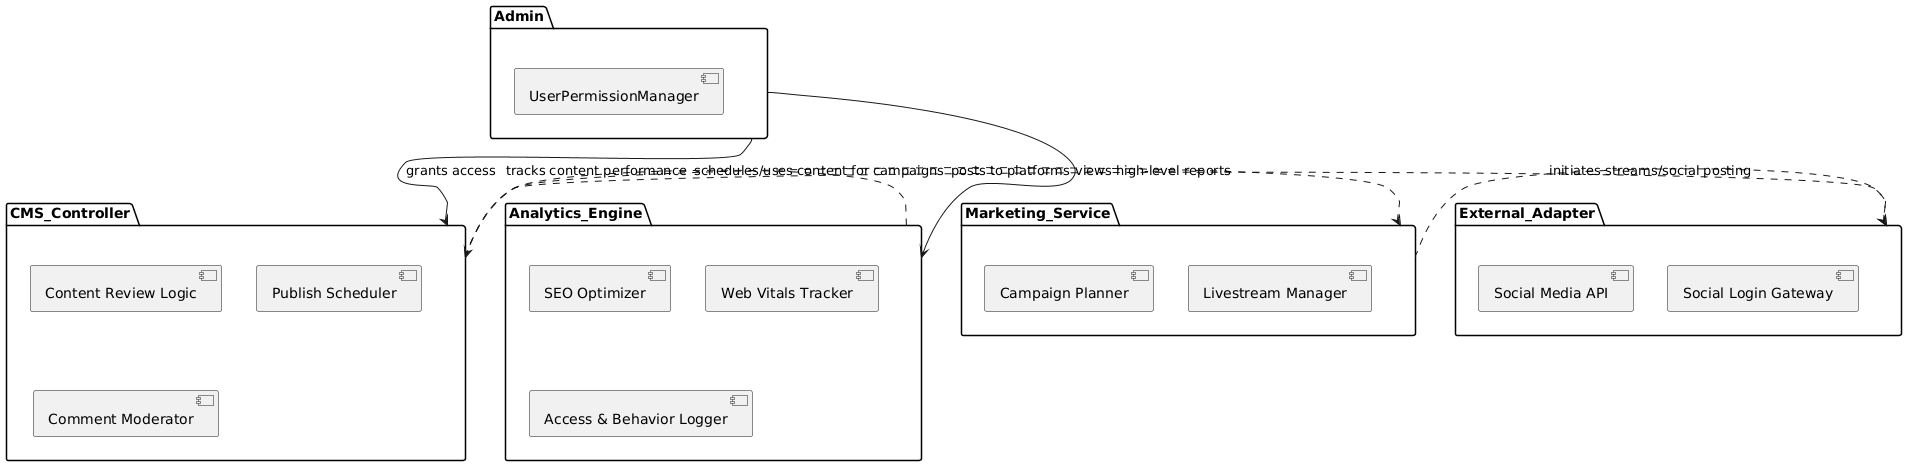 Admin
UserPermissionManager
grants access
tracks content performance
schedules/uses content for campaigns
posts to platforms
views high-level reports
initiates streams/social posting
CMS_Controller
Content Review Logic
Publish Scheduler
Comment Moderator
Analytics_Engine
SEO Optimizer
Web Vitals Tracker
Access & Behavior Logger
Marketing_Service
Campaign Planner
Livestream Manager
External_Adapter
Social Media API
Social Login Gateway